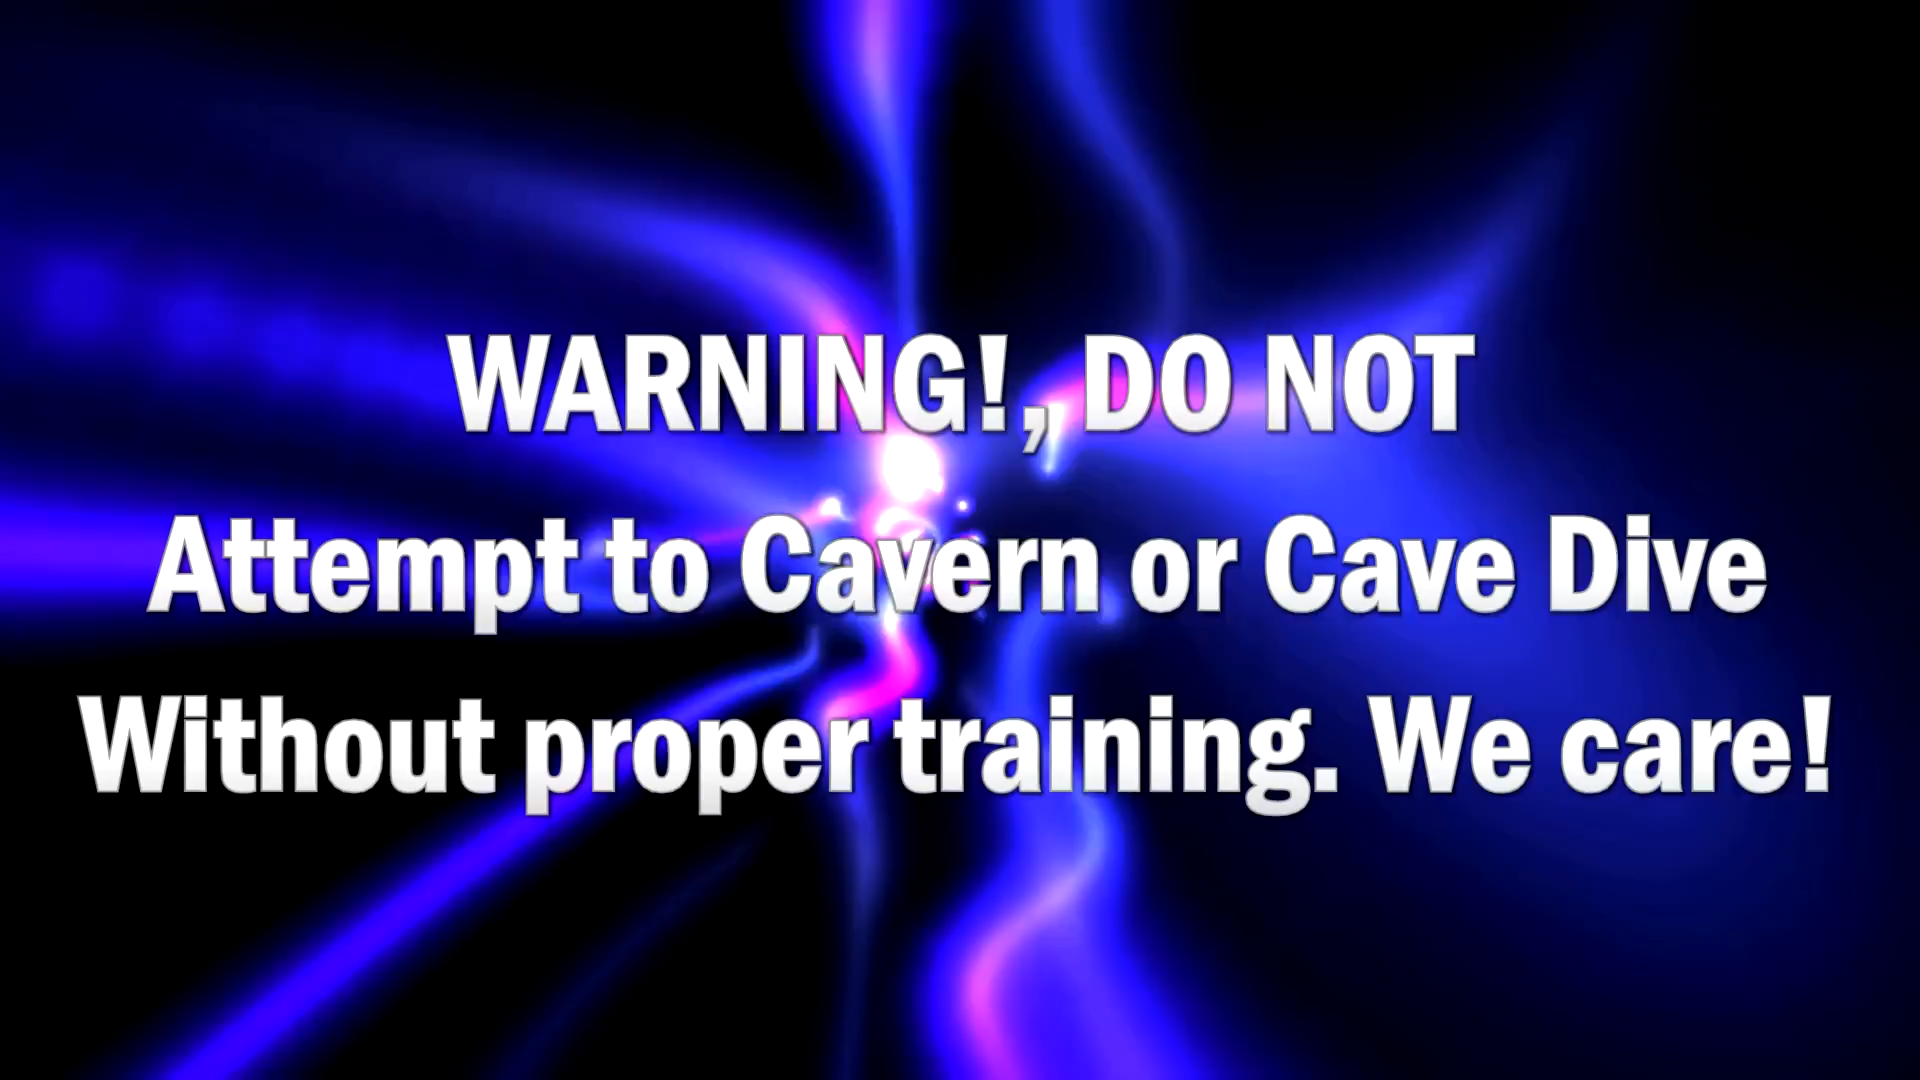 WARNING!, DO NOT
Attempt to Cavern or Cave Dive
Without proper training. We care!